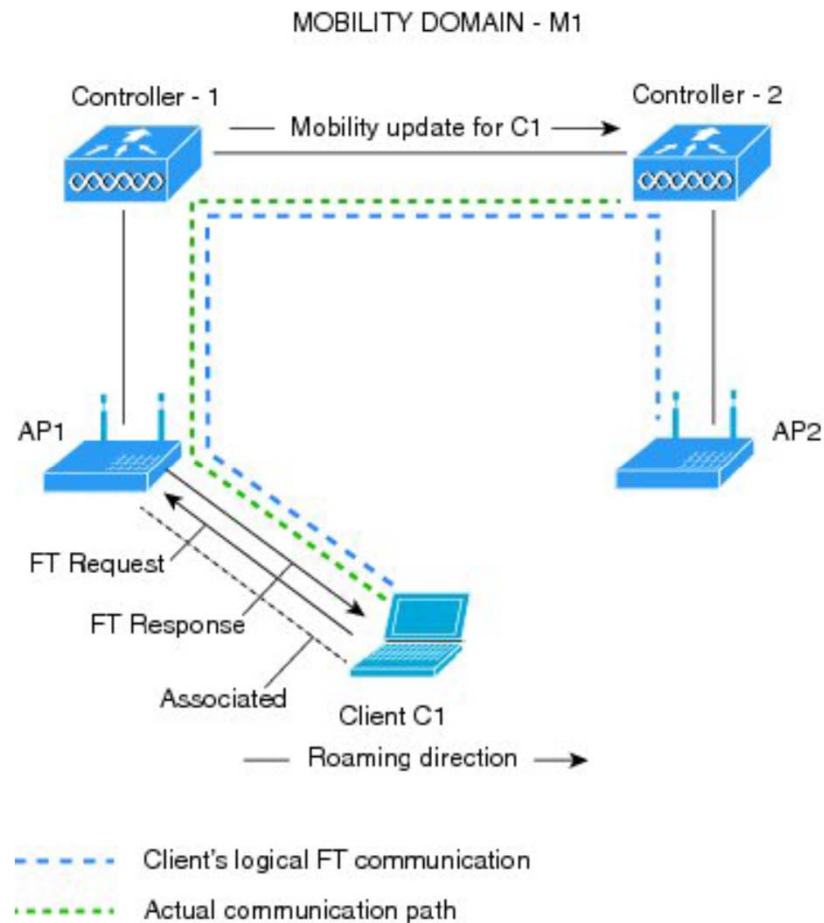 MOBILITY DOMAIN - M1
Controller - 1
Controller - 2
Mobility update for C1
AP1
AP2
FT Request
FT Response
Associated
Client C1
Roaming direction
Client's logical FT communication
Actual communication path